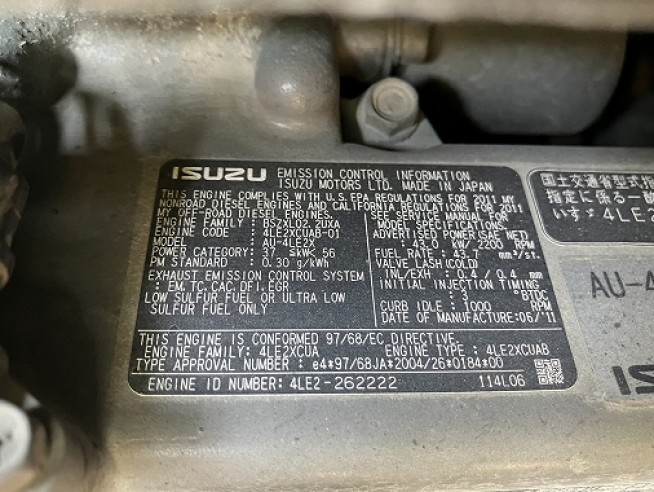 ISUZU EMISSION CONTROL INFORMATION
ISUZU MOTORS LTD. MADE IN JAPAN
THIS ENGINE COMPLIES WITH U.S.EPA REGULATIONS FOR 2011 MY
NONROAD DIESEL ENGINES AND CALIFORNIA REGULATIONS FOR 2011
MY OFF-ROAD DIESEL ENGINES.
ENGINE FAMILY : BSZXL02.2UXA
ENGINE CODE : 4LE2XCUAB-01
MODEL : AU-4LE2X
POWER CATEGORY: 37 ≤kW< 56
PM STANDARD : 0.3 g/kWh
EXHAUST EMISSION CONTROL SYSTEM
: EM,TC,CAC,DFI,EGR
LOW SULFUR FUEL OR ULTRA LOW
SULFUR FUEL ONLY
SEE SERVICE MANUAL FOR
MODEL SPECIFICATIONS.
ADVERTISED POWER(SAE NET)
: 43.0 kW/2200 RPM
FUEL RATE : 43.7 mm³/st.
VALVE LASH(COLD)
IN/EXH : 0.4/0.4 mm
INITIAL INJECTION TIMING
: 3 °BTDC
CURB IDLE : 1000 RPM
DATE OF MANUFACTURE:06/'11
THIS ENGINE IS CONFORMED 97/68/EC DIRECTIVE.
ENGINE FAMILY: 4LE2XCUA ENGINE TYPE: 4LE2XCUAB
TYPE APPROVAL NUMBER : e4*97/68JA*2004/26*0184*00
ENGINE ID NUMBER: 4LE2-262222 114L06
国土交通省型式指
指定に係る一
います。4LE2
AU-4
IS